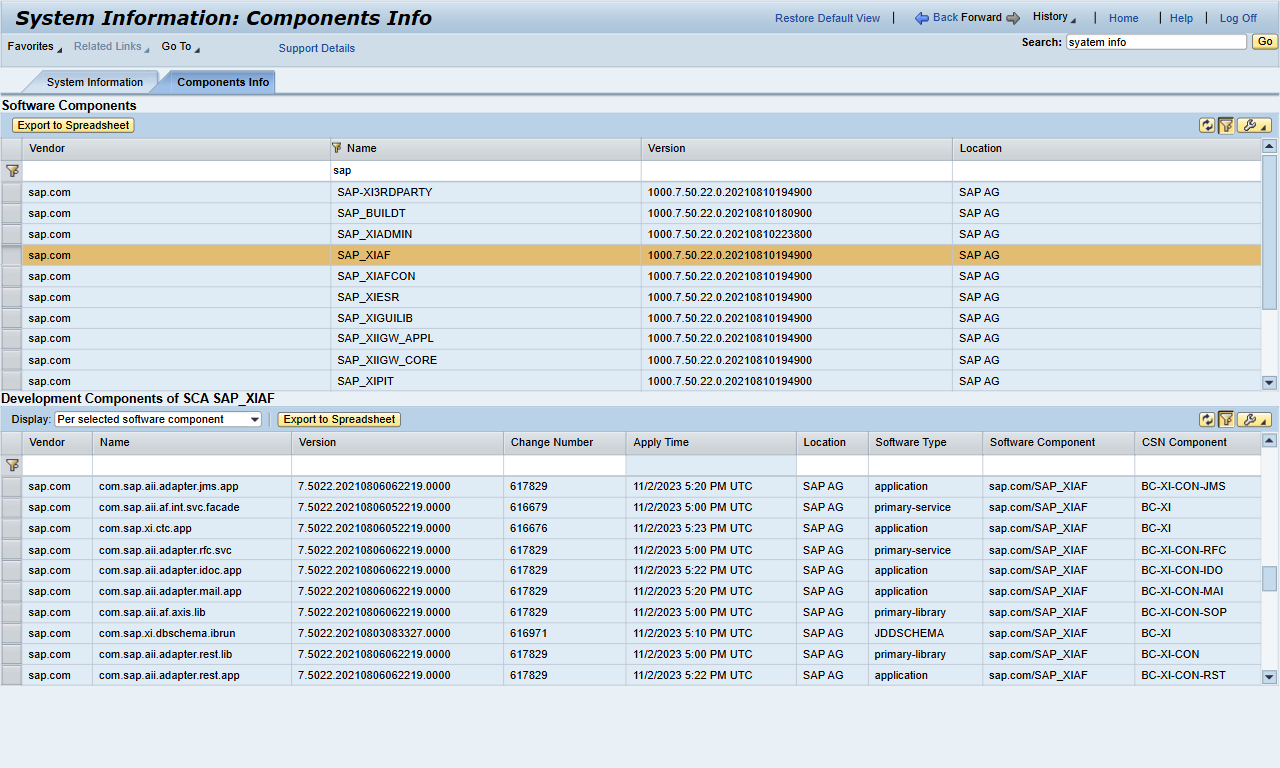 System Information: Components Info
Restore Default View | Back Forward History | Home | Help | Log Off
Favorites Related Links Go To Support Details Search: syatem info Go
System Information Components Info
Software Components
Export to Spreadsheet
Vendor Name Version Location
sap
sap.com SAP-XI3RDPARTY 1000.7.50.22.0.20210810194900 SAP AG
sap.com SAP_BUILDT 1000.7.50.22.0.20210810180900 SAP AG
sap.com SAP_XIADMIN 1000.7.50.22.0.20210810223800 SAP AG
sap.com SAP_XIAF 1000.7.50.22.0.20210810194900 SAP AG
sap.com SAP_XIAFCON 1000.7.50.22.0.20210810194900 SAP AG
sap.com SAP_XIESR 1000.7.50.22.0.20210810194900 SAP AG
sap.com SAP_XIGUILIB 1000.7.50.22.0.20210810194900 SAP AG
sap.com SAP_XIIGW_APPL 1000.7.50.22.0.20210810194900 SAP AG
sap.com SAP_XIIGW_CORE 1000.7.50.22.0.20210810194900 SAP AG
sap.com SAP_XIPIT 1000.7.50.22.0.20210810194900 SAP AG
Development Components of SCA SAP_XIAF
Display: Per selected software component Export to Spreadsheet
Vendor Name Version Change Number Apply Time Location Software Type Software Component CSN Component
sap.com com.sap.aii.adapter.jms.app 7.5022.20210806062219.0000 617829 11/2/2023 5:20 PM UTC SAP AG application sap.com/SAP_XIAF BC-XI-CON-JMS
sap.com com.sap.aii.af.int.svc.facade 7.5022.20210806062219.0000 616679 11/2/2023 5:00 PM UTC SAP AG primary-service sap.com/SAP_XIAF BC-XI
sap.com com.sap.xi.ctc.app 7.5022.20210806062219.0000 616676 11/2/2023 5:23 PM UTC SAP AG application sap.com/SAP_XIAF BC-XI
sap.com com.sap.aii.adapter.rfc.svc 7.5022.20210806062219.0000 617829 11/2/2023 5:00 PM UTC SAP AG primary-service sap.com/SAP_XIAF BC-XI-CON-RFC
sap.com com.sap.aii.adapter.idoc.app 7.5022.20210806062219.0000 617829 11/2/2023 5:22 PM UTC SAP AG application sap.com/SAP_XIAF BC-XI-CON-IDO
sap.com com.sap.aii.adapter.mail.app 7.5022.20210806062219.0000 617829 11/2/2023 5:20 PM UTC SAP AG application sap.com/SAP_XIAF BC-XI-CON-MAI
sap.com com.sap.aii.af.axis.lib 7.5022.20210806062219.0000 617829 11/2/2023 5:00 PM UTC SAP AG primary-library sap.com/SAP_XIAF BC-XI-CON-SOP
sap.com com.sap.xi.dbschema.ibrun 7.5022.20210803083327.0000 616971 11/2/2023 5:10 PM UTC SAP AG JDDSCHEMA sap.com/SAP_XIAF BC-XI
sap.com com.sap.aii.adapter.rest.lib 7.5022.20210806062219.0000 617829 11/2/2023 5:00 PM UTC SAP AG primary-library sap.com/SAP_XIAF BC-XI-CON
sap.com com.sap.aii.adapter.rest.app 7.5022.20210806062219.0000 617829 11/2/2023 5:22 PM UTC SAP AG application sap.com/SAP_XIAF BC-XI-CON-RST